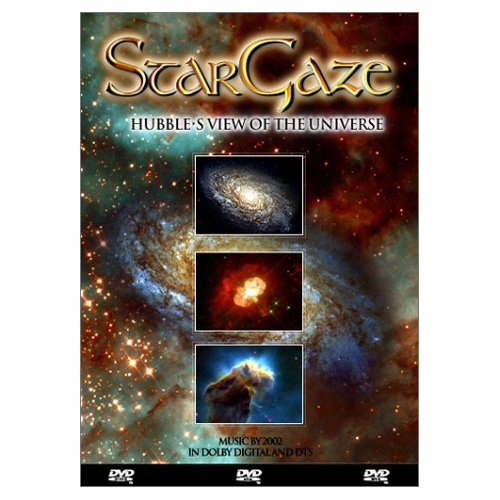 STARGAZE
HUBBLE'S VIEW OF THE UNIVERSE
MUSIC BY 2002
IN DOLBY DIGITAL AND DTS
DVD DVD DVD